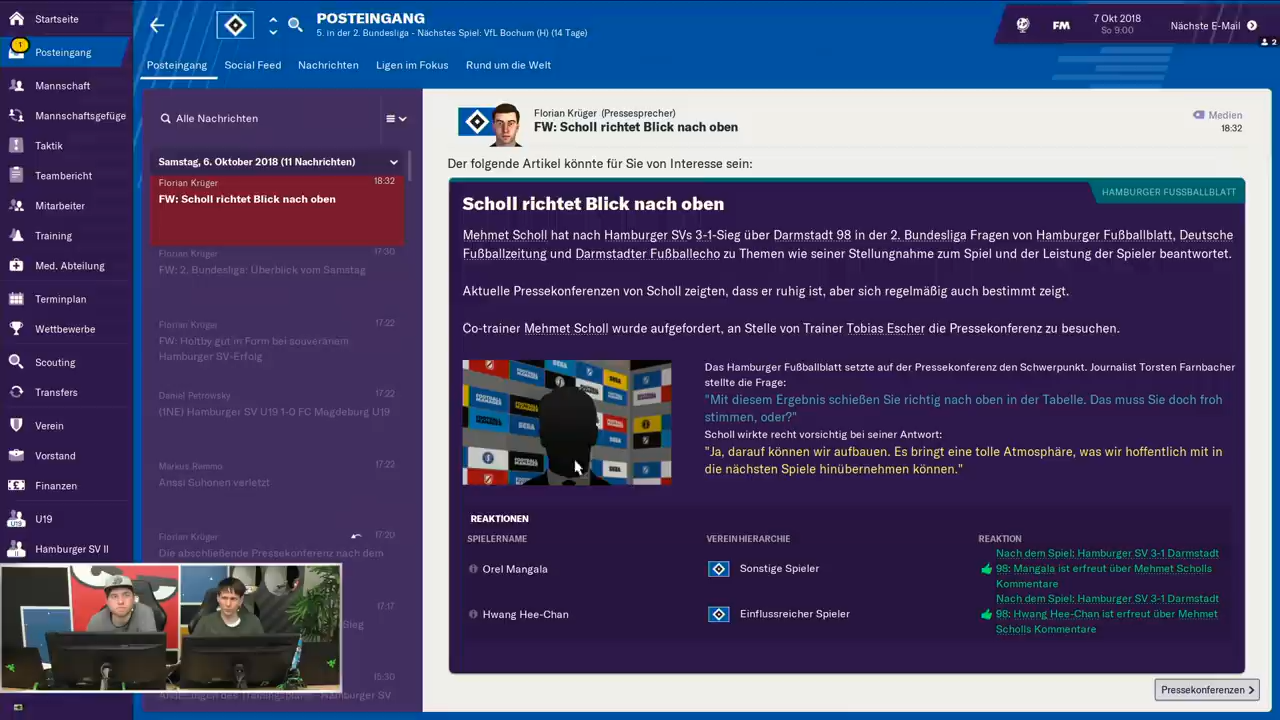 Startseite
1
Posteingang
Mannschaft
Mannschaftsgefüge
Taktik
Teambericht
Mitarbeiter
Training
Med. Abteilung
Terminplan
Wettbewerbe
Scouting
Transfers
Verein
Vorstand
Finanzen
U19
U19
Hamburger SV II
POSTEINGANG
5. in der 2. Bundesliga - Nächstes Spiel: VfL Bochum (H) (14 Tage)
FM
7 Okt 2018
So 9:00
Nächste E-Mail
2
Posteingang
Social Feed
Nachrichten
Ligen im Fokus
Rund um die Welt
Alle Nachrichten
Samstag, 6. Oktober 2018 (11 Nachrichten)
Florian Krüger 18:32
FW: Scholl richtet Blick nach oben
Florian Krüger 17:30
FW: 2. Bundesliga: Überblick vom Samstag
Florian Krüger 17:22
FW: Holtby gut in Form bei souveränem
Hamburger SV-Erfolg
Daniel Petrowsky 17:22
(1NE) Hamburger SV U19 1-0 FC Magdeburg U19
Markus Remmo 17:22
Anssi Suhonen verletzt
Florian Krüger 17:20
Die abschließende Pressekonferenz nach dem
17:17
15:30
Hamburger SV
Florian Krüger (Pressesprecher)
FW: Scholl richtet Blick nach oben
Medien
18:32
Der folgende Artikel könnte für Sie von Interesse sein:
HAMBURGER FUSSBALLBLATT
Scholl richtet Blick nach oben
Mehmet Scholl hat nach Hamburger SVs 3-1-Sieg über Darmstadt 98 in der 2. Bundesliga Fragen von Hamburger Fußballblatt, Deutsche
Fußballzeitung und Darmstadter Fußballecho zu Themen wie seiner Stellungnahme zum Spiel und der Leistung der Spieler beantwortet.
Aktuelle Pressekonferenzen von Scholl zeigten, dass er ruhig ist, aber sich regelmäßig auch bestimmt zeigt.
Co-trainer Mehmet Scholl wurde aufgefordert, an Stelle von Trainer Tobias Escher die Pressekonferenz zu besuchen.
Das Hamburger Fußballblatt setzte auf der Pressekonferenz den Schwerpunkt. Journalist Torsten Farnbacher
stellte die Frage:
"Mit diesem Ergebnis schießen Sie richtig nach oben in der Tabelle. Das muss Sie doch froh
stimmen, oder?"
Scholl wirkte recht vorsichtig bei seiner Antwort:
"Ja, darauf können wir aufbauen. Es bringt eine tolle Atmosphäre, was wir hoffentlich mit in
die nächsten Spiele hinübernehmen können."
REAKTIONEN
SPIELERNAME
VEREINHIERARCHIE
REAKTION
Orel Mangala
Sonstige Spieler
Nach dem Spiel: Hamburger SV 3-1 Darmstadt
98: Mangala ist erfreut über Mehmet Scholls
Kommentare
Hwang Hee-Chan
Einflussreicher Spieler
Nach dem Spiel: Hamburger SV 3-1 Darmstadt
98: Hwang Hee-Chan ist erfreut über Mehmet
Scholls Kommentare
Pressekonferenzen